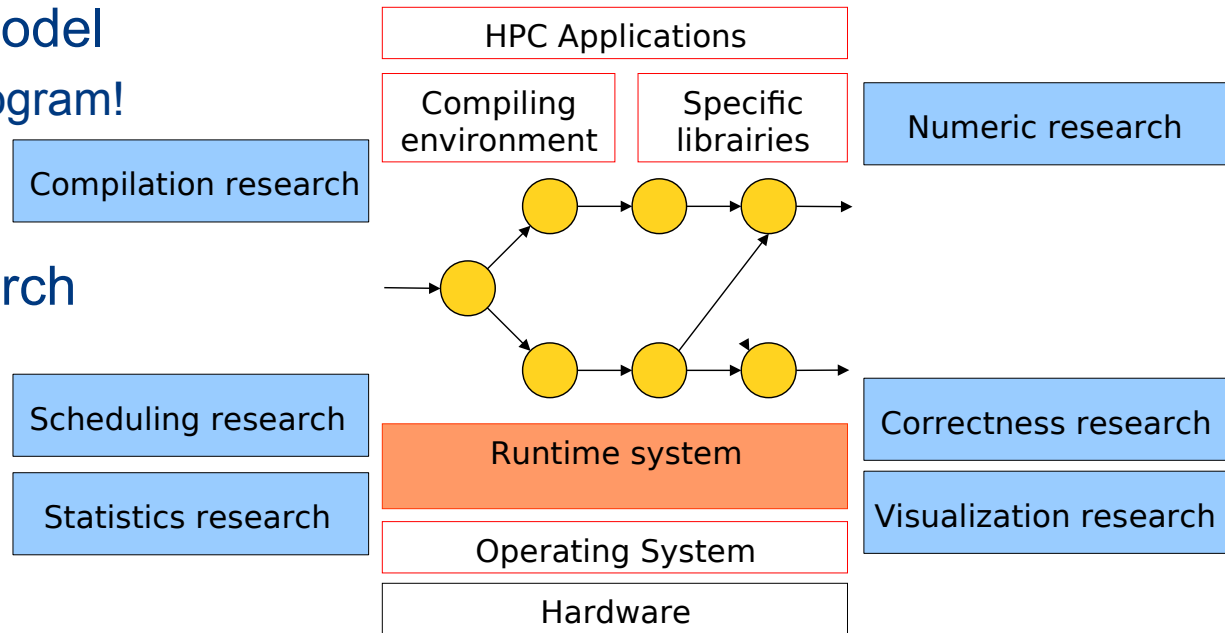 odel
HPC Applications
ogram!
Compiling
environment
Specific
librairies
Numeric research
Compilation research
rch
Scheduling research
Correctness research
Runtime system
Statistics research
Visualization research
Operating System
Hardware